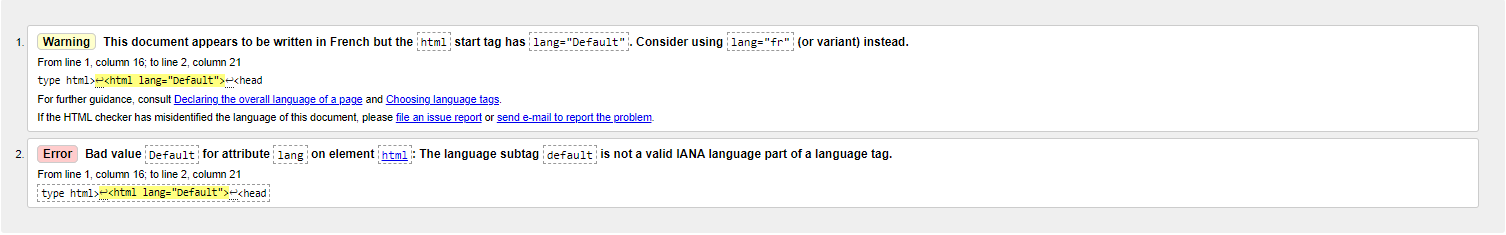 1. Warning This document appears to be written in French but the html start tag has lang="Default". Consider using lang="fr" (or variant) instead.
From line 1, column 16; to line 2, column 21
type html>↩<html lang="Default">↩<head
For further guidance, consult Declaring the overall language of a page and Choosing language tags.
If the HTML checker has misidentified the language of this document, please file an issue report or send e-mail to report the problem.
2. Error Bad value Default for attribute lang on element html: The language subtag default is not a valid IANA language part of a language tag.
From line 1, column 16; to line 2, column 21
type html>↩<html lang="Default">↩<head